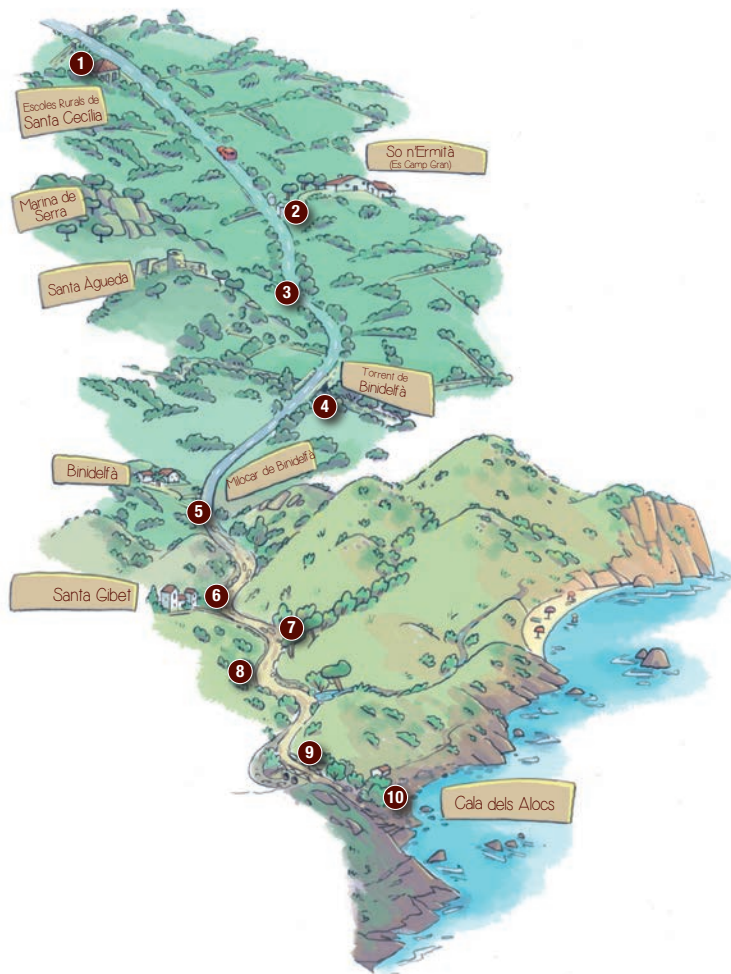 1
Escoles Rurals de
Santa Cecília
So n'Ermità
(Es Camp Gran)
Marina de
Serra
2
Santa Àgueda
3
Torrent de
Binidelfà
4
Binidelfà
Milocar de Binidelfà
5
Santa Gibet
6
7
8
9
10
Cala dels Alocs